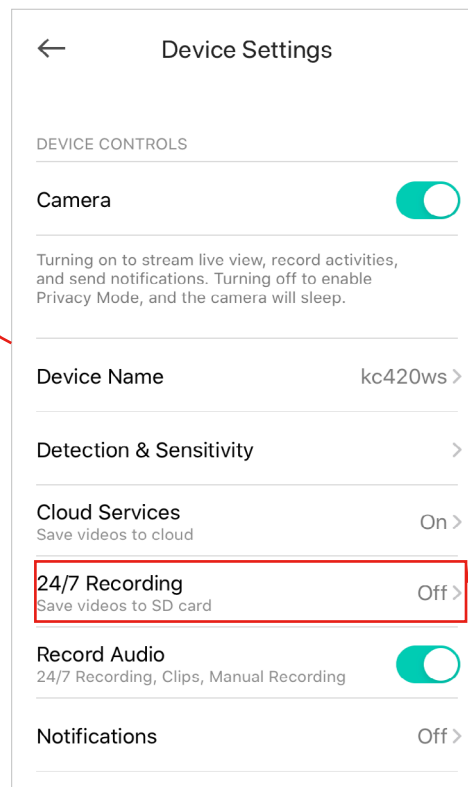 Device Settings
DEVICE CONTROLS
Camera
Turning on to stream live view, record activities,
and send notifications. Turning off to enable
Privacy Mode, and the camera will sleep.
Device Name kc420ws
Detection & Sensitivity
Cloud Services
Save videos to cloud
On
24/7 Recording
Save videos to SD card
Off
Record Audio
24/7 Recording, Clips, Manual Recording
Notifications Off